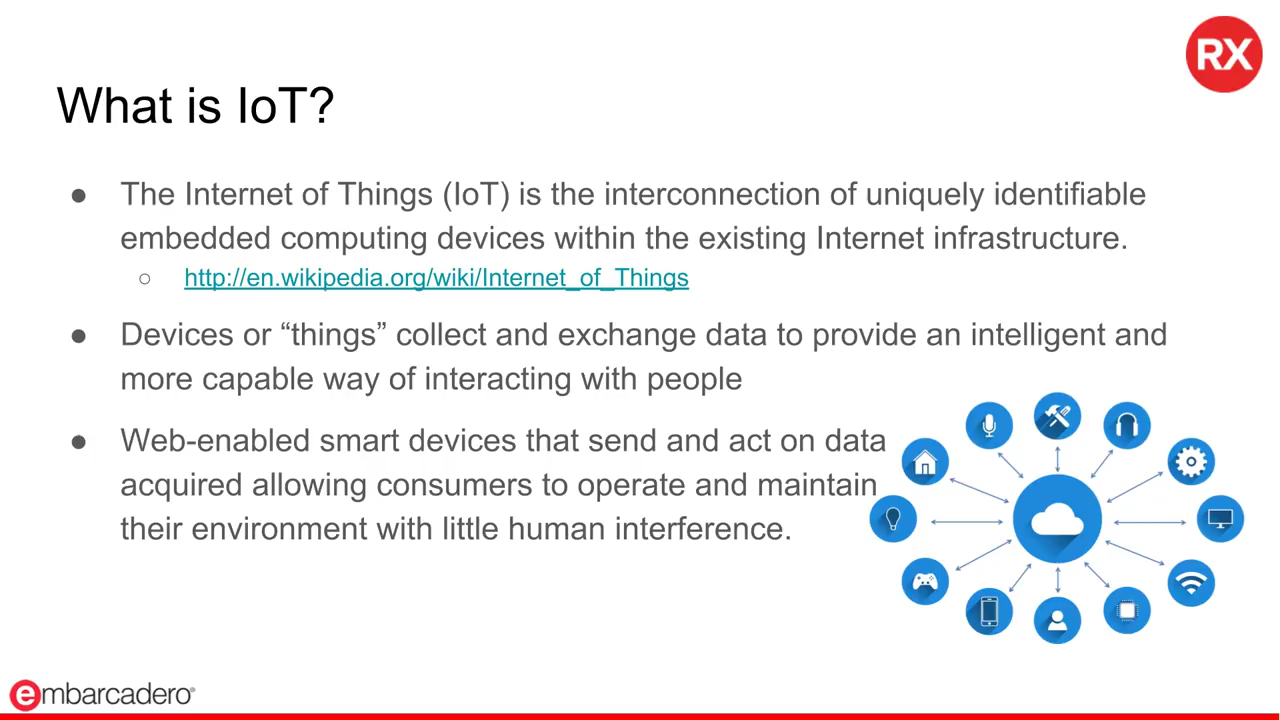 RX
What is IoT?
● The Internet of Things (IoT) is the interconnection of uniquely identifiable
embedded computing devices within the existing Internet infrastructure.
○ http://en.wikipedia.org/wiki/Internet_of_Things
● Devices or “things” collect and exchange data to provide an intelligent and
more capable way of interacting with people
● Web-enabled smart devices that send and act on data
acquired allowing consumers to operate and maintain
their environment with little human interference.
embarcadero®